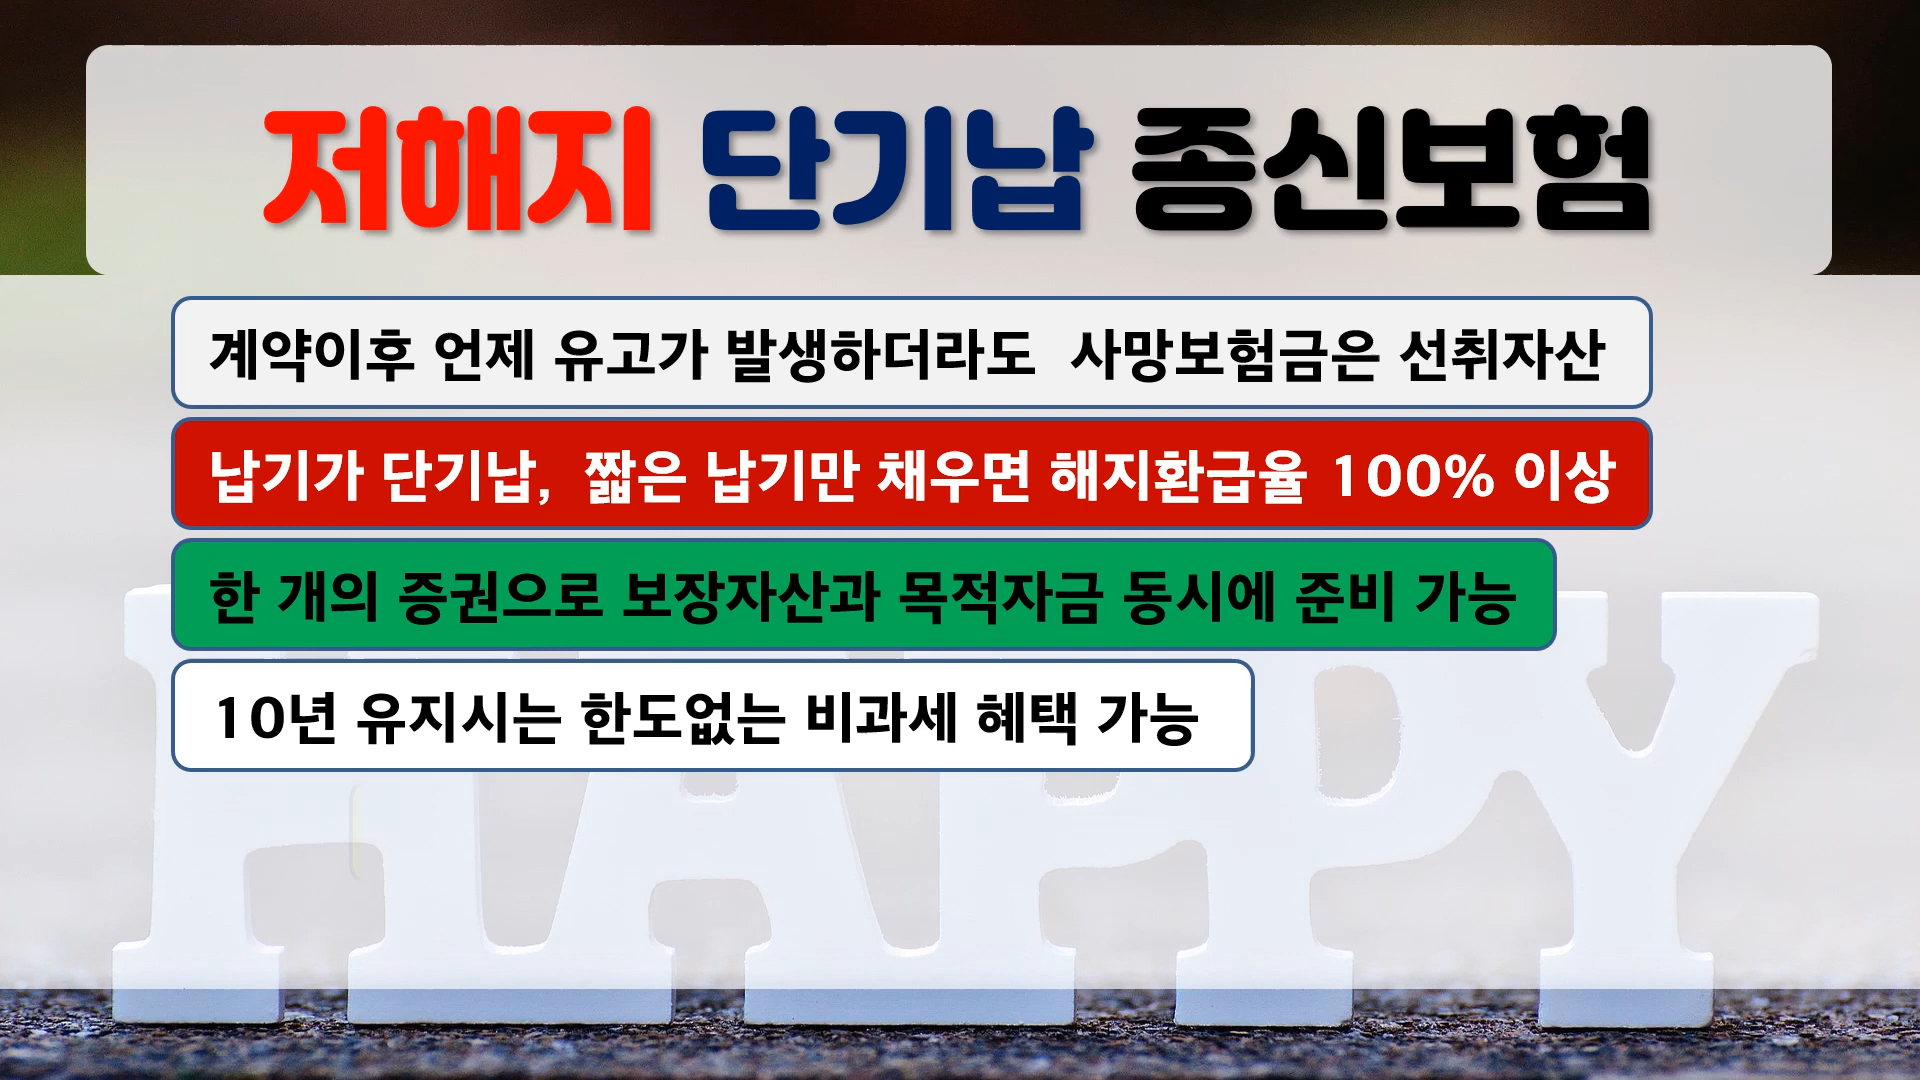 저해지 단기납 종신보험
계약이후 언제 유고가 발생하더라도 사망보험금은 선취자산
납기가 단기납, 짧은 납기만 채우면 해지환급율 100% 이상
한 개의 증권으로 보장자산과 목적자금 동시에 준비 가능
10년 유지시는 한도없는 비과세 혜택 가능
HAPPY